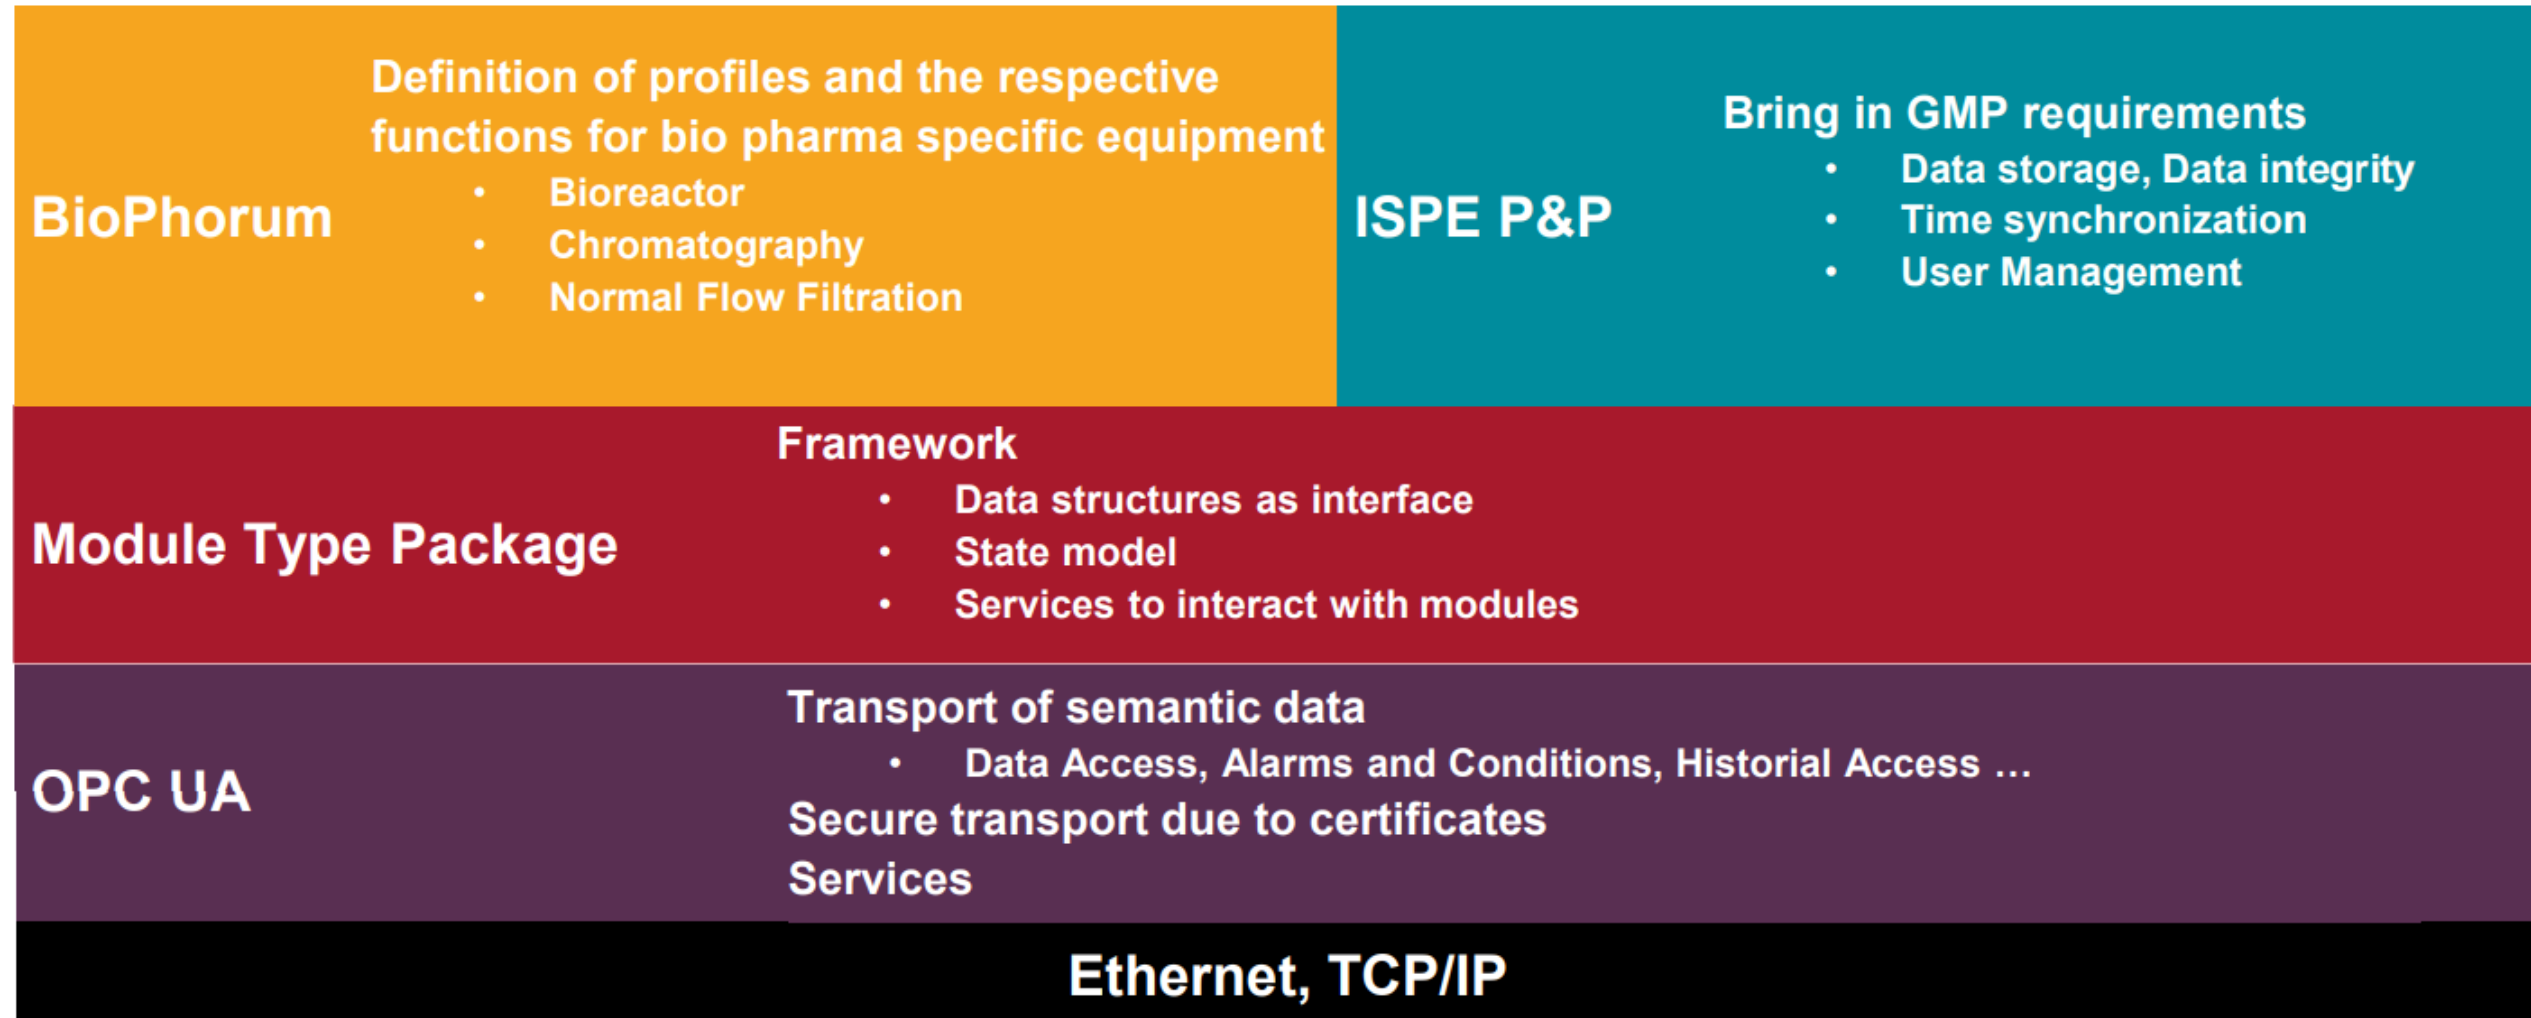 BioPhorum
Definition of profiles and the respective
functions for bio pharma specific equipment
• Bioreactor
• Chromatography
• Normal Flow Filtration
ISPE P&P
Bring in GMP requirements
• Data storage, Data integrity
• Time synchronization
• User Management
Module Type Package
Framework
• Data structures as interface
• State model
• Services to interact with modules
OPC UA
Transport of semantic data
• Data Access, Alarms and Conditions, Historial Access ...
Secure transport due to certificates
Services
Ethernet, TCP/IP